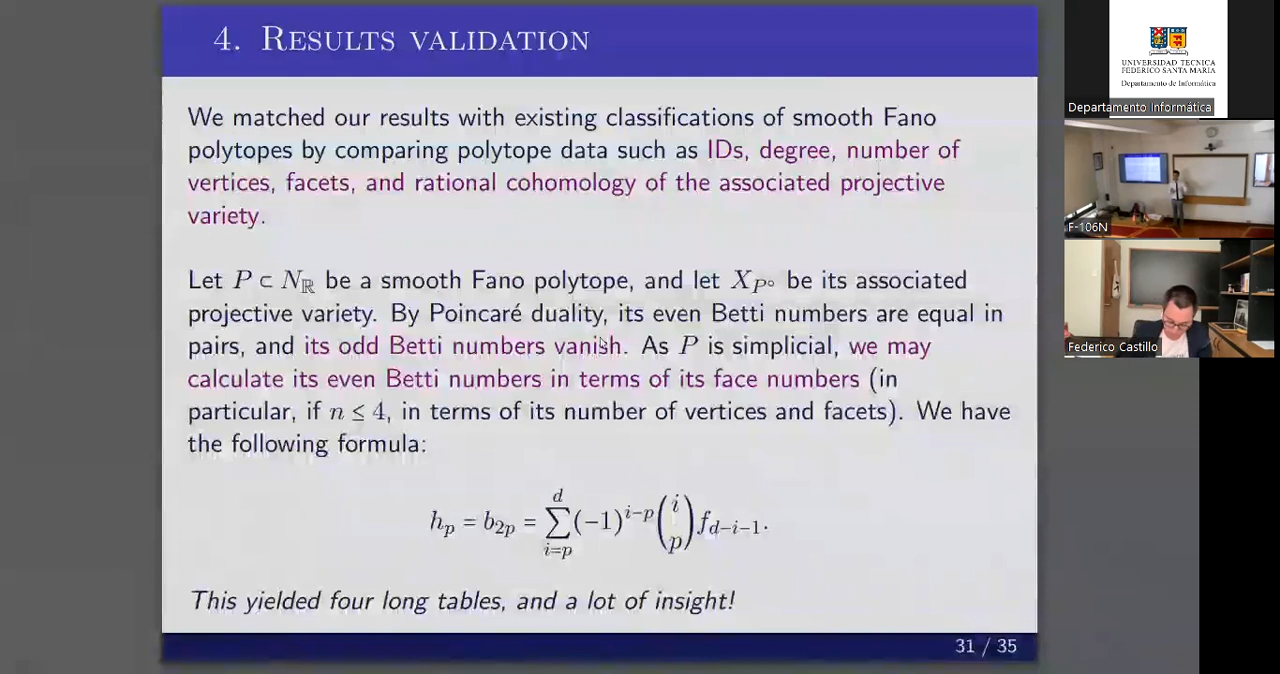 4. Results validation
We matched our results with existing classifications of smooth Fano
polytopes by comparing polytope data such as IDs, degree, number of
vertices, facets, and rational cohomology of the associated projective
variety.
Let P ⊂ Nℝ be a smooth Fano polytope, and let X_{P°} be its associated
projective variety. By Poincaré duality, its even Betti numbers are equal in
pairs, and its odd Betti numbers vanish. As P is simplicial, we may
calculate its even Betti numbers in terms of its face numbers (in
particular, if n ≤ 4, in terms of its number of vertices and facets). We have
the following formula:
h_p = b_{2p} = ∑_{i=p}^{d} (−1)^{i−p} \binom{i}{p} f_{d−i−1}.
This yielded four long tables, and a lot of insight!
31 / 35
UNIVERSIDAD TECNICA
FEDERICO SANTA MARIA
Departamento de Informática
Departamento Informática
F-106N
Federico Castillo